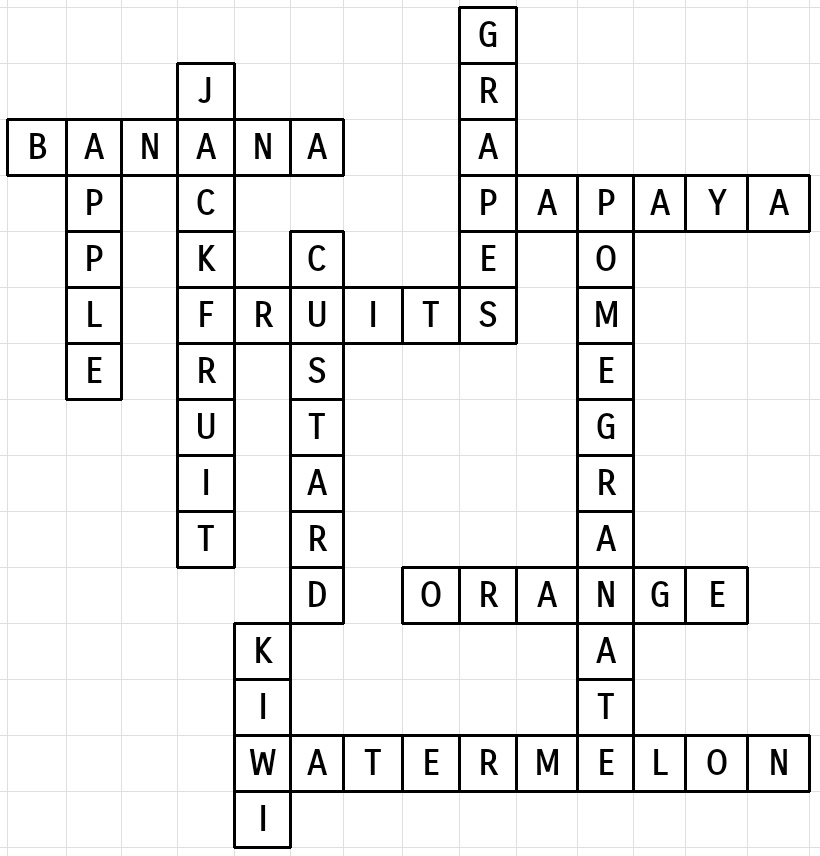 G
J R
B A N A N A A
P C P A P A Y A
P K C E O
L F R U I T S M
E R S E
U T G
I A R
T R A
D O R A N G E
K A
I T
W A T E R M E L O N
I